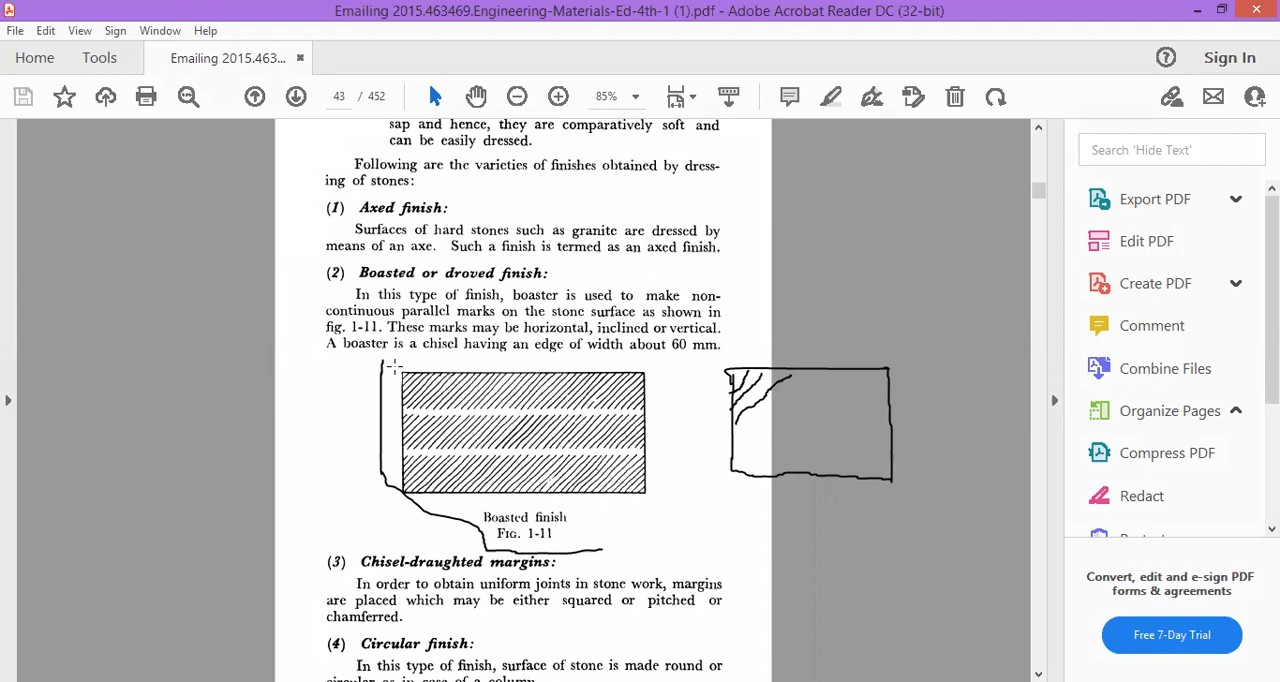 Emailing 2015.463469.Engineering-Materials-Ed-4th-1 (1).pdf - Adobe Acrobat Reader DC (32-bit)
File Edit View Sign Window Help
Home Tools Emailing 2015.463... × Sign In
43 / 452 85%
sap and hence, they are comparatively soft and
can be easily dressed.
Following are the varieties of finishes obtained by dress-
ing of stones:
(1) Axed finish:
Surfaces of hard stones such as granite are dressed by
means of an axe. Such a finish is termed as an axed finish.
(2) Boasted or droved finish:
In this type of finish, boaster is used to make non-
continuous parallel marks on the stone surface as shown in
fig. 1-11. These marks may be horizontal, inclined or vertical.
A boaster is a chisel having an edge of width about 60 mm.
Boasted finish
FIG. 1-11
(3) Chisel-draughted margins:
In order to obtain uniform joints in stone work, margins
are placed which may be either squared or pitched or
chamferred.
(4) Circular finish:
In this type of finish, surface of stone is made round or
circular as in case of a column.
Search 'Hide Text'
Export PDF
Edit PDF
Create PDF
Comment
Combine Files
Organize Pages
Compress PDF
Redact
Convert, edit and e-sign PDF
forms & agreements
Free 7-Day Trial